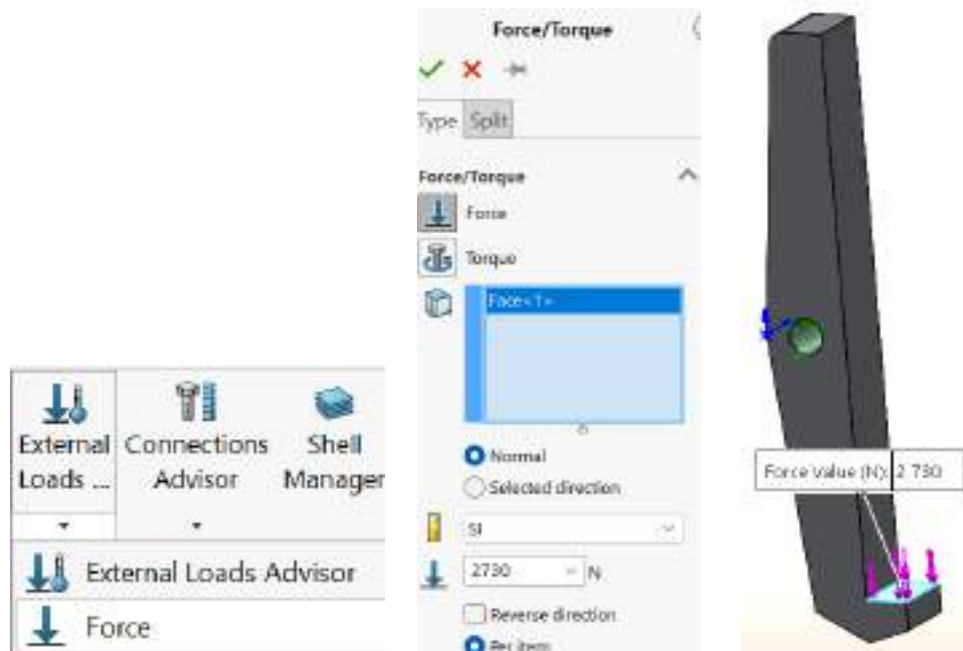 External
Loads ...
Connections
Advisor
Shell
Manager
External Loads Advisor
Force
Force/Torque
Type
Split
Force/Torque
Force
Torque
Face<1>
Normal
Selected direction
SI
2730
N
Reverse direction
Per item
Force Value (N): 2 730